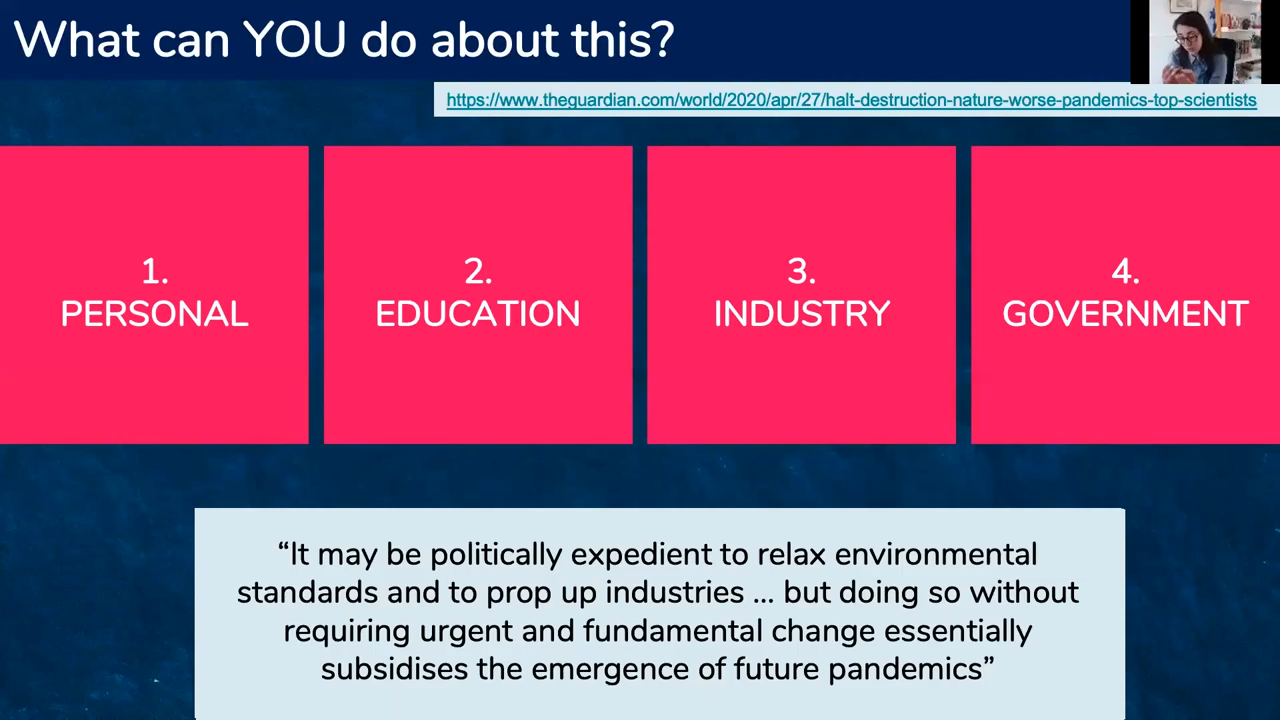 What can YOU do about this?
https://www.theguardian.com/world/2020/apr/27/halt-destruction-nature-worse-pandemics-top-scientists
1.
PERSONAL
2.
EDUCATION
3.
INDUSTRY
4.
GOVERNMENT
“It may be politically expedient to relax environmental
standards and to prop up industries ... but doing so without
requiring urgent and fundamental change essentially
subsidises the emergence of future pandemics”